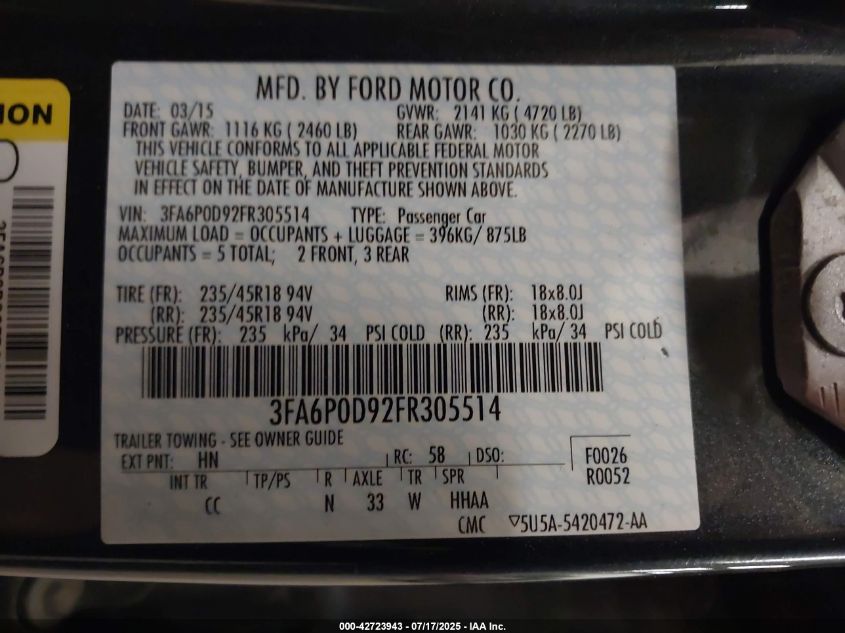 MFD. BY FORD MOTOR CO.
DATE: 03/15 GVWR: 2141 KG ( 4720 LB)
FRONT GAWR: 1116 KG ( 2460 LB) REAR GAWR: 1030 KG ( 2270 LB)
THIS VEHICLE CONFORMS TO ALL APPLICABLE FEDERAL MOTOR
VEHICLE SAFETY, BUMPER, AND THEFT PREVENTION STANDARDS
IN EFFECT ON THE DATE OF MANUFACTURE SHOWN ABOVE.
VIN: 3FA6P0D92FR305514 TYPE: Passenger Car
MAXIMUM LOAD = OCCUPANTS + LUGGAGE = 396KG/ 875LB
OCCUPANTS = 5 TOTAL; 2 FRONT, 3 REAR
TIRE (FR): 235/45R18 94V RIMS (FR): 18x8.0J
(RR): 235/45R18 94V (RR): 18x8.0J
PRESSURE (FR): 235 kPa/ 34 PSI COLD (RR): 235 kPa/ 34 PSI COLD
3FA6P0D92FR305514
TRAILER TOWING - SEE OWNER GUIDE
EXT PNT: HN RC: 58 DSO: F0026
INT TR TP/PS R AXLE TR SPR R0052
CC N 33 W HHAA
CMC ▽5U5A-5420472-AA
000-42723943 / 07/17/2025 - IAA Inc.